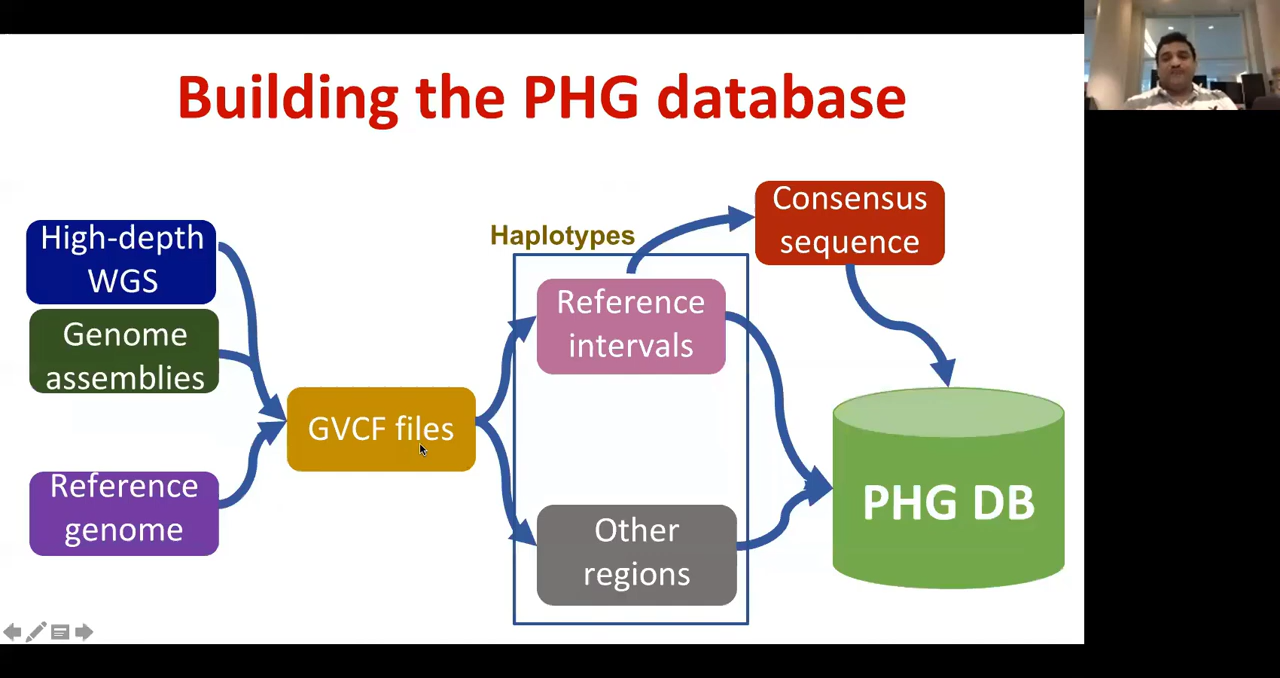 Building the PHG database
High-depth
WGS
Genome
assemblies
Reference
genome
GVCF files
Haplotypes
Reference
intervals
Other
regions
Consensus
sequence
PHG DB